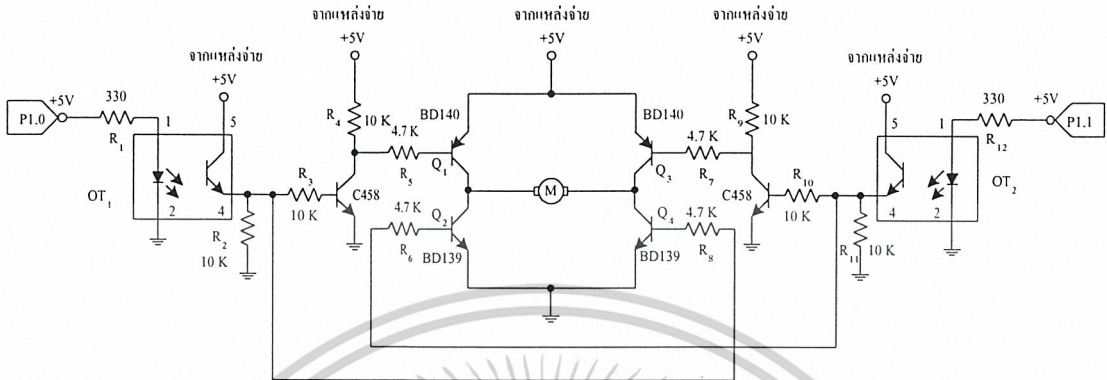 จากแหล่งจ่าย
+5V
จากแหล่งจ่าย
+5V
จากแหล่งจ่าย
+5V
จากแหล่งจ่าย
+5V
จากแหล่งจ่าย
+5V
P1.0
+5V
330
R1
1
5
2
4
OT1
R2
10 K
R3
10 K
R4
10 K
C458
4.7 K
R5
BD140
Q1
4.7 K
R6
Q2
BD139
M
BD140
Q3
4.7 K
R7
Q4
4.7 K
R8
BD139
R9
10 K
C458
R10
10 K
R11
10 K
5
1
4
2
OT2
330
R12
+5V
P1.1